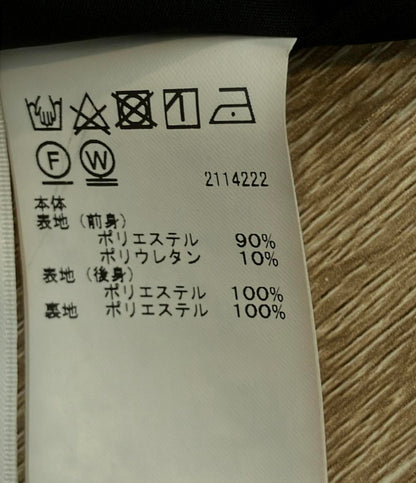 F W
2114222
本体
表地（前身）
ポリエステル 90%
ポリウレタン 10%
表地（後身）
ポリエステル 100%
裏地 ポリエステル 100%